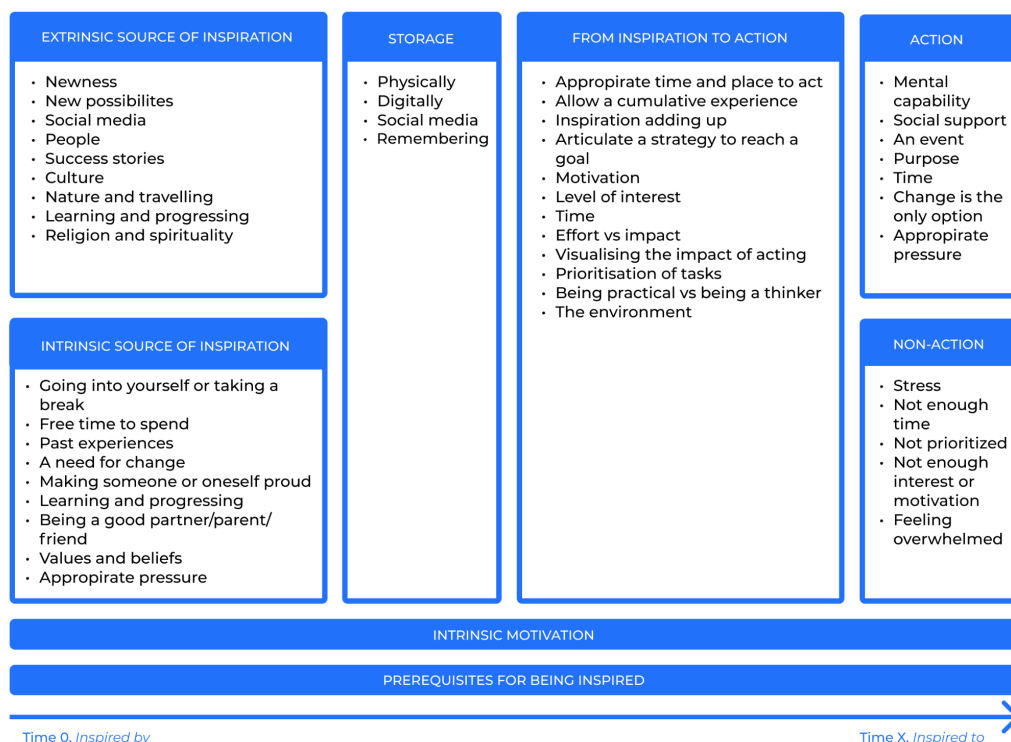 EXTRINSIC SOURCE OF INSPIRATION
• Newness
• New possibilites
• Social media
• People
• Success stories
• Culture
• Nature and travelling
• Learning and progressing
• Religion and spirituality
INTRINSIC SOURCE OF INSPIRATION
• Going into yourself or taking a
break
• Free time to spend
• Past experiences
• A need for change
• Making someone or oneself proud
• Learning and progressing
• Being a good partner/parent/
friend
• Values and beliefs
• Appropirate pressure
STORAGE
• Physically
• Digitally
• Social media
• Remembering
FROM INSPIRATION TO ACTION
• Appropirate time and place to act
• Allow a cumulative experience
• Inspiration adding up
• Articulate a strategy to reach a
goal
• Motivation
• Level of interest
• Time
• Effort vs impact
• Visualising the impact of acting
• Prioritisation of tasks
• Being practical vs being a thinker
• The environment
ACTION
• Mental
capability
• Social support
• An event
• Purpose
• Time
• Change is the
only option
• Appropirate
pressure
NON-ACTION
• Stress
• Not enough
time
• Not prioritized
• Not enough
interest or
motivation
• Feeling
overwhelmed
INTRINSIC MOTIVATION
PREREQUISITES FOR BEING INSPIRED
Time 0. Inspired by
Time X. Inspired to